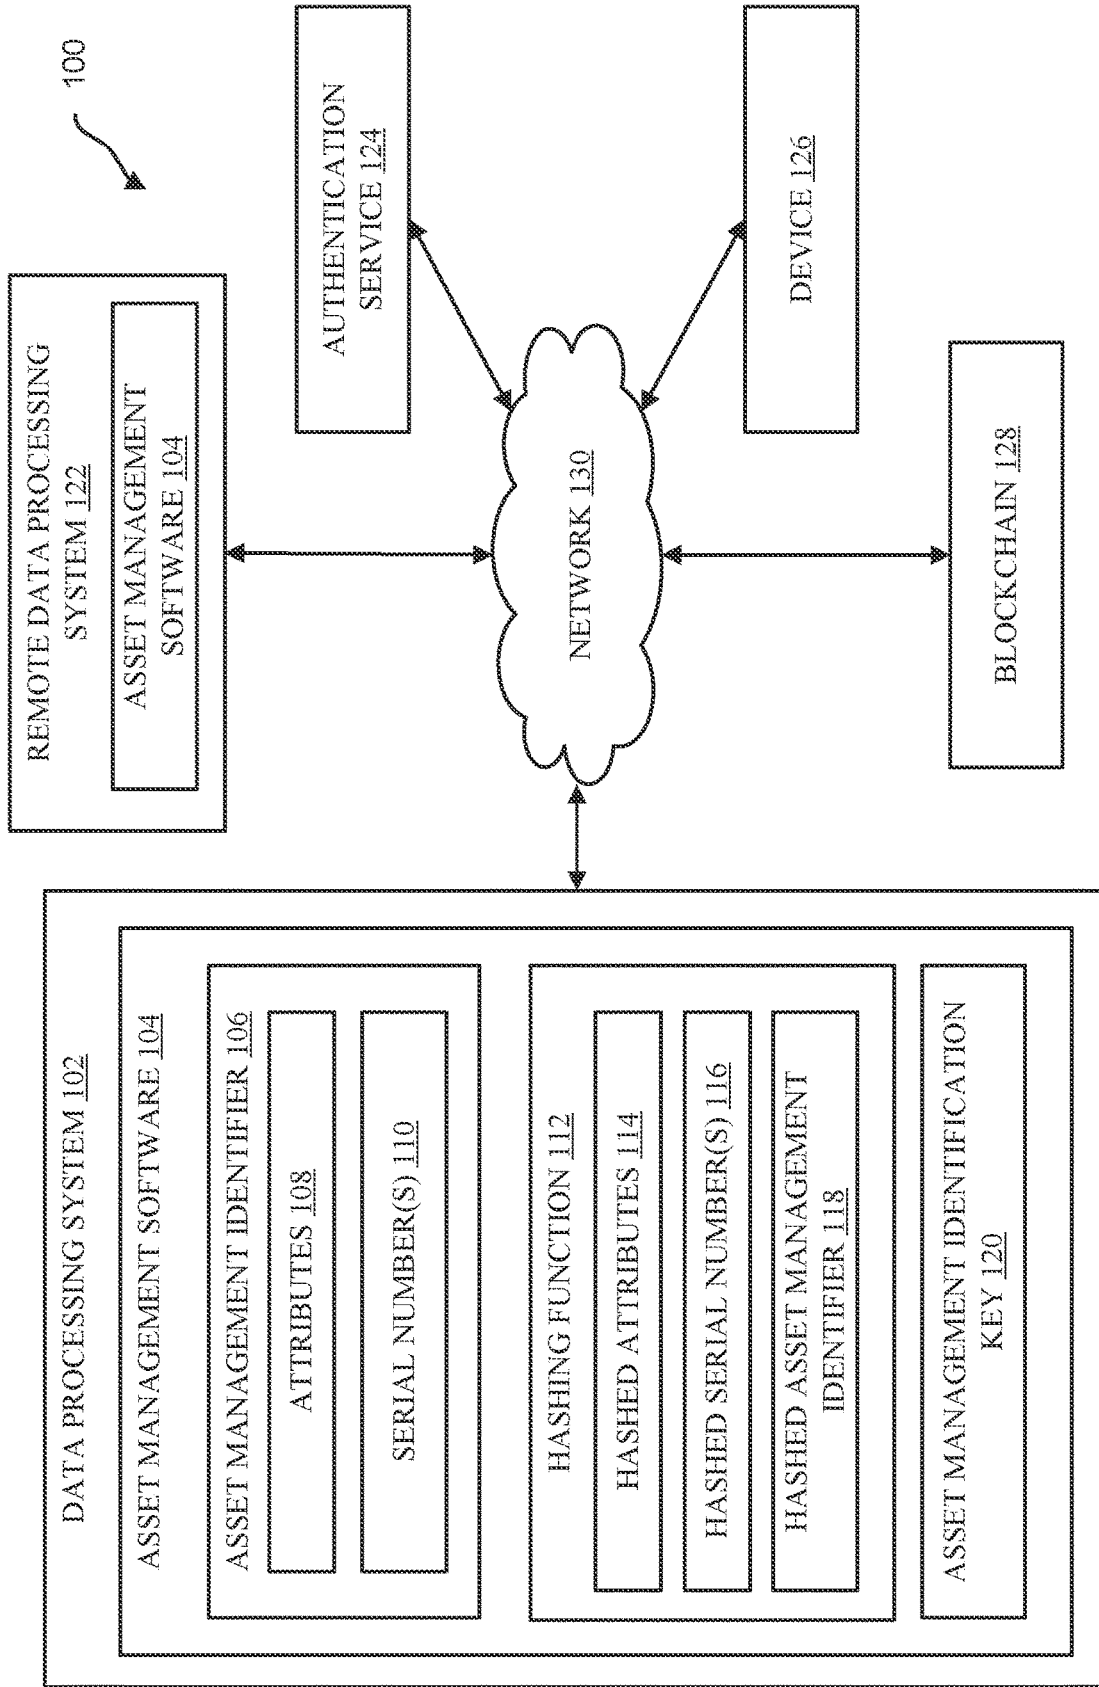 100
DATA PROCESSING SYSTEM 102
ASSET MANAGEMENT SOFTWARE 104
ASSET MANAGEMENT IDENTIFIER 106
ATTRIBUTES 108
SERIAL NUMBER(S) 110
HASHING FUNCTION 112
HASHED ATTRIBUTES 114
HASHED SERIAL NUMBER(S) 116
HASHED ASSET MANAGEMENT
IDENTIFIER 118
ASSET MANAGEMENT IDENTIFICATION
KEY 120
REMOTE DATA PROCESSING
SYSTEM 122
ASSET MANAGEMENT
SOFTWARE 104
AUTHENTICATION
SERVICE 124
NETWORK 130
DEVICE 126
BLOCKCHAIN 128